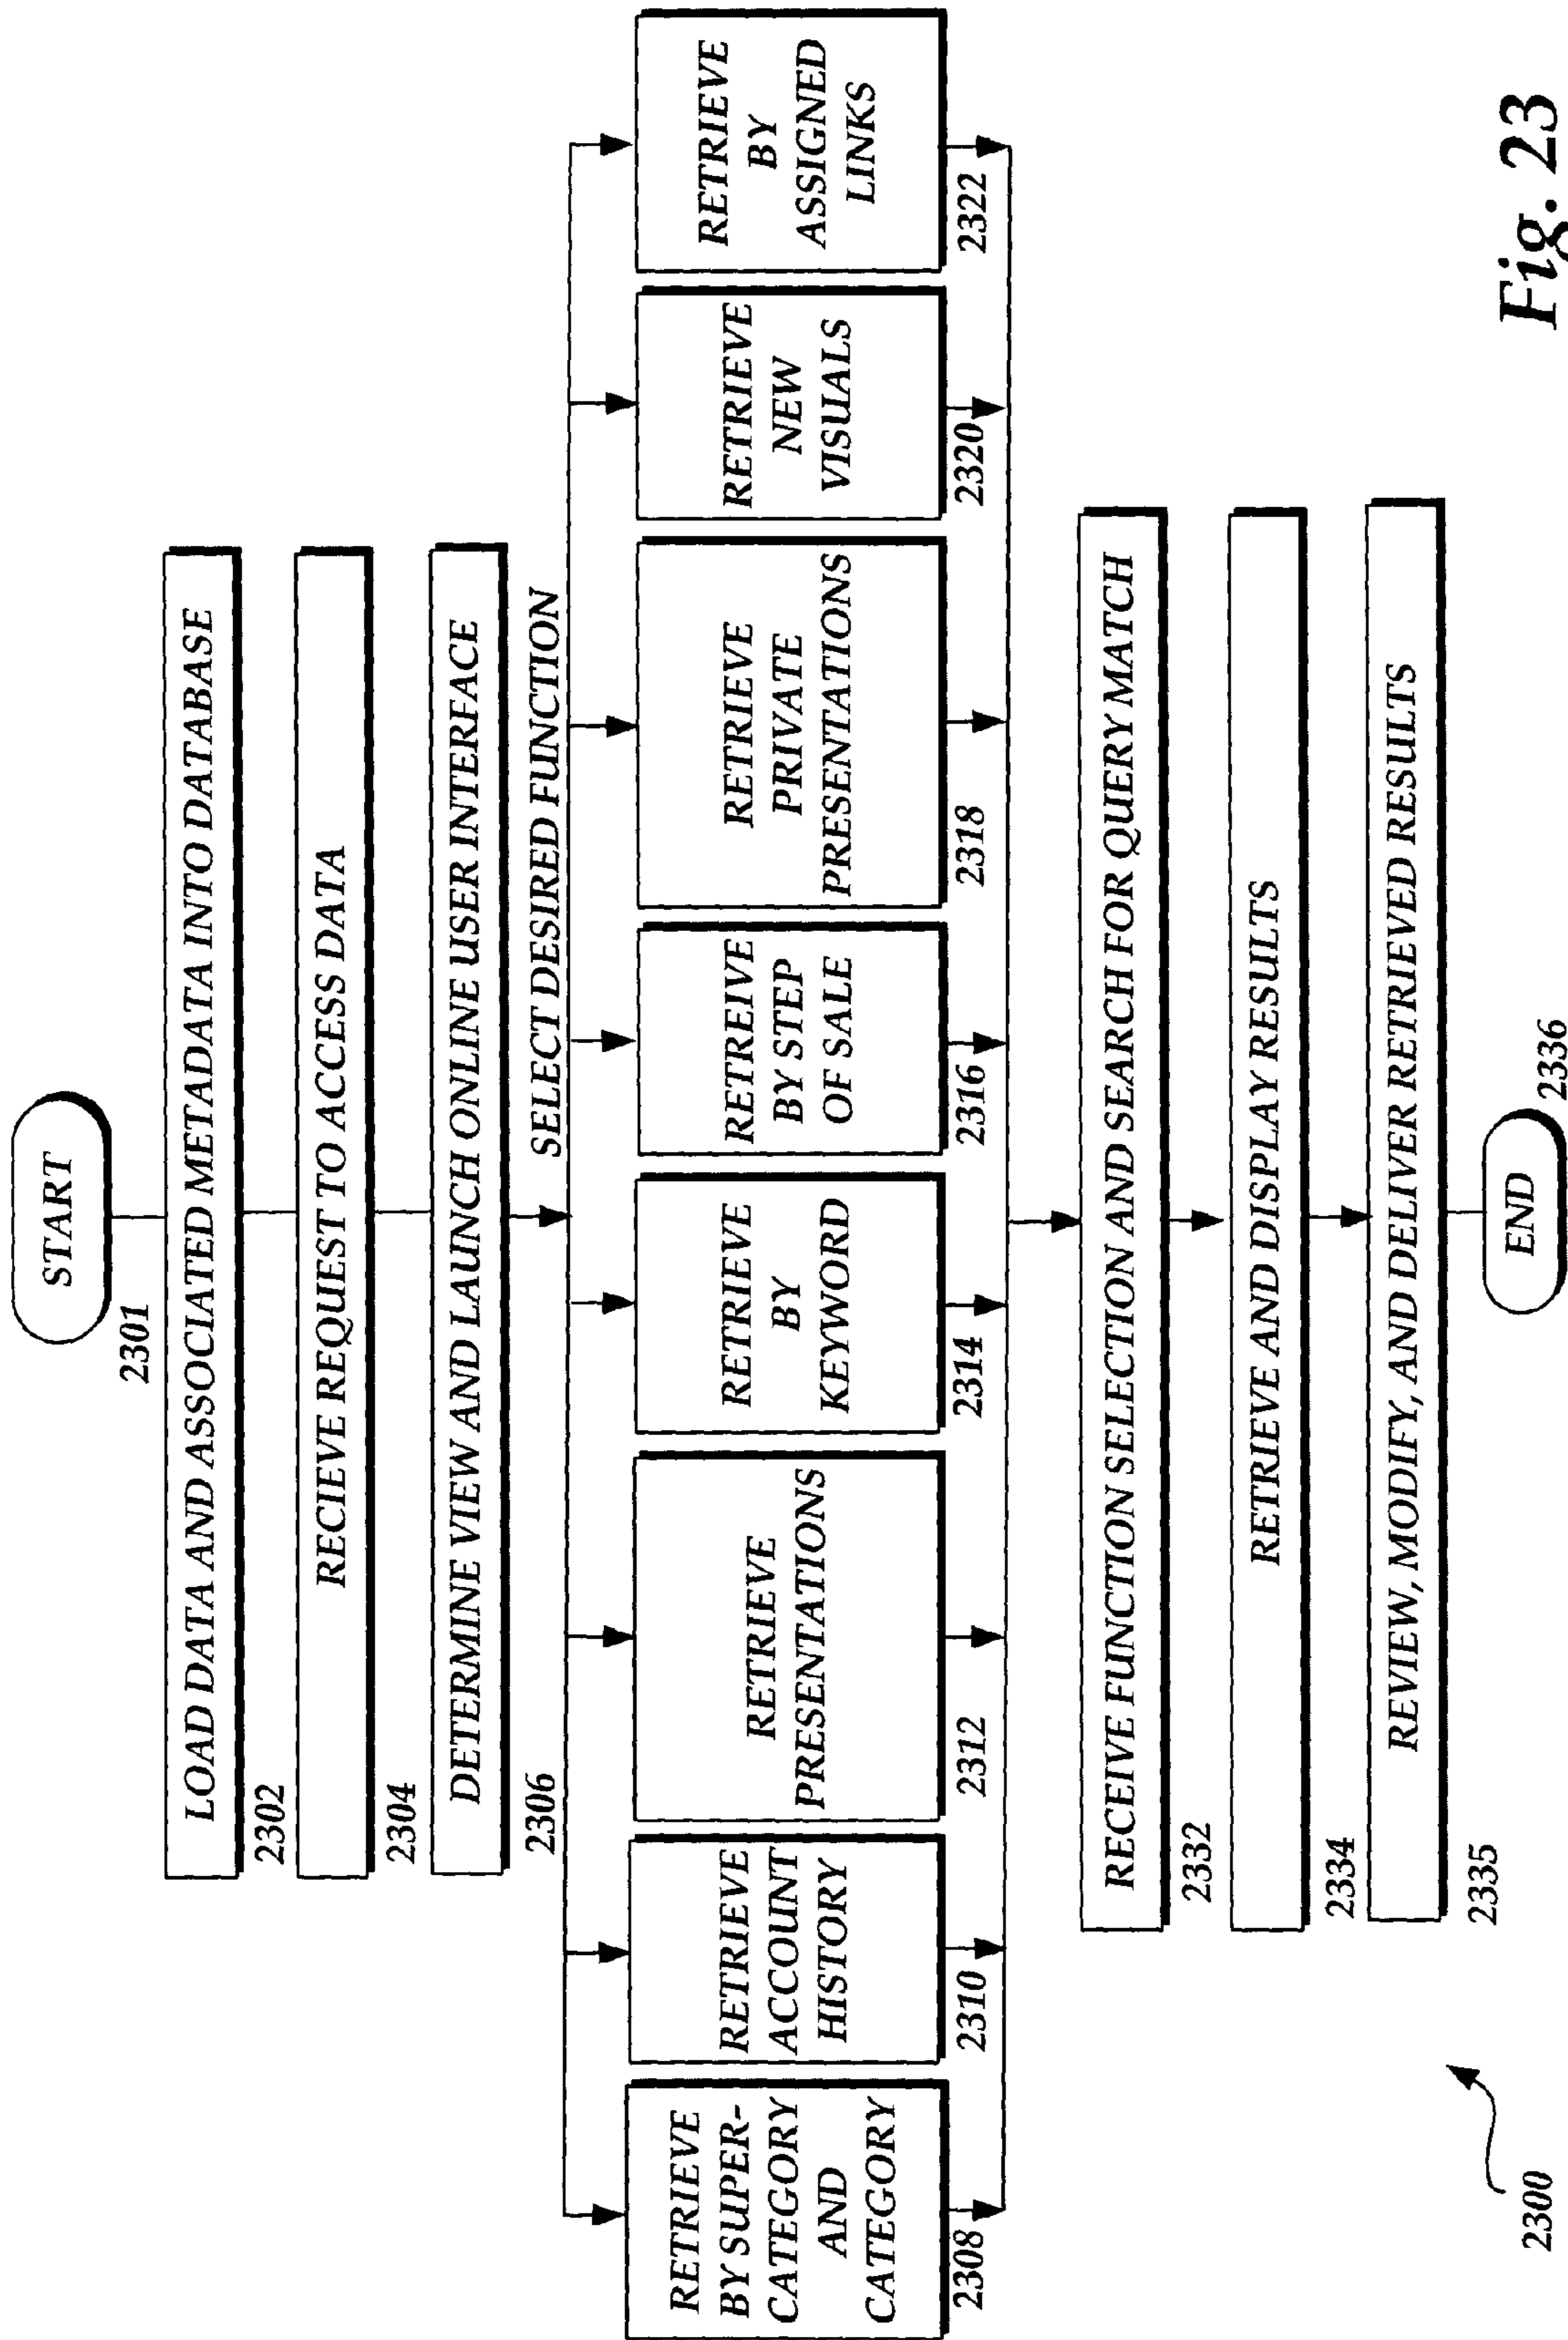 START
2301
LOAD DATA AND ASSOCIATED METADATA INTO DATABASE
2302
RECIEVE REQUEST TO ACCESS DATA
2304
DETERMINE VIEW AND LAUNCH ONLINE USER INTERFACE
2306
SELECT DESIRED FUNCTION
RETRIEVE
BY SUPER-
CATEGORY
AND
CATEGORY
2308
RETRIEVE
ACCOUNT
HISTORY
2310
RETRIEVE
PRESENTATIONS
2312
RETRIEVE
BY
KEYWORD
2314
RETREIVE
BY STEP
OF SALE
2316
RETRIEVE
PRIVATE
PRESENTATIONS
2318
RETRIEVE
NEW
VISUALS
2320
RETRIEVE
BY
ASSIGNED
LINKS
2322
RECEIVE FUNCTION SELECTION AND SEARCH FOR QUERY MATCH
2332
RETRIEVE AND DISPLAY RESULTS
2334
REVIEW, MODIFY, AND DELIVER RETRIEVED RESULTS
2335
END
2336
2300
Fig. 23